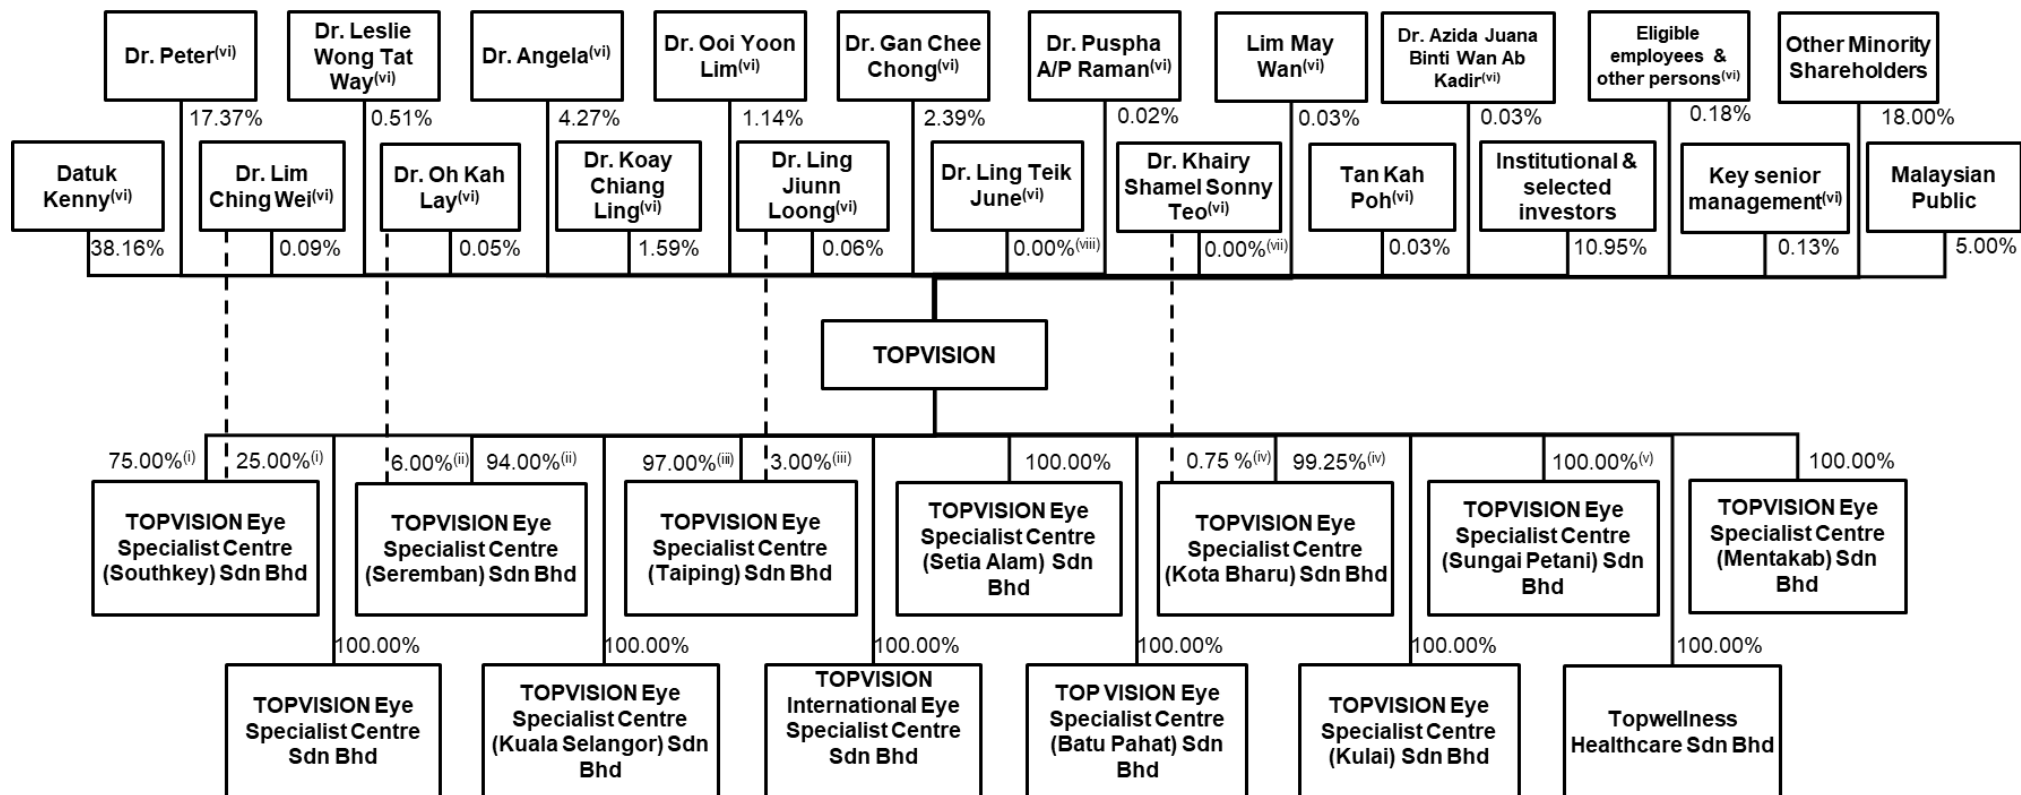 Dr. Peter(vi)
Dr. Leslie
Wong Tat
Way(vi)
Dr. Angela(vi)
Dr. Ooi Yoon
Lim(vi)
Dr. Gan Chee
Chong(vi)
Dr. Puspha
A/P Raman(vi)
Lim May
Wan(vi)
Dr. Azida Juana
Binti Wan Ab
Kadir(vi)
Eligible
employees &
other persons(vi)
Other Minority
Shareholders
17.37%
0.51%
4.27%
1.14%
2.39%
0.02%
0.03%
0.03%
0.18%
18.00%
Datuk
Kenny(vi)
Dr. Lim
Ching Wei(vi)
Dr. Oh Kah
Lay(vi)
Dr. Koay
Chiang
Ling(vi)
Dr. Ling
Jiunn
Loong(vi)
Dr. Ling Teik
June(vi)
Dr. Khairy
Shamel Sonny
Teo(vi)
Tan Kah
Poh(vi)
Institutional &
selected
investors
Key senior
management(vi)
Malaysian
Public
38.16%
0.09%
0.05%
1.59%
0.06%
0.00%(viii)
0.00%(vii)
0.03%
10.95%
0.13%
5.00%
TOPVISION
75.00%(i)
25.00%(i)
6.00%(ii)
94.00%(ii)
97.00%(iii)
3.00%(iii)
100.00%
0.75 %(iv)
99.25%(iv)
100.00%(v)
100.00%
TOPVISION Eye
Specialist Centre
(Southkey) Sdn Bhd
TOPVISION Eye
Specialist Centre
(Seremban) Sdn Bhd
TOPVISION Eye
Specialist Centre
(Taiping) Sdn Bhd
TOPVISION Eye
Specialist Centre
(Setia Alam) Sdn
Bhd
TOPVISION Eye
Specialist Centre
(Kota Bharu) Sdn Bhd
TOPVISION Eye
Specialist Centre
(Sungai Petani) Sdn
Bhd
TOPVISION Eye
Specialist Centre
(Mentakab) Sdn
Bhd
100.00%
100.00%
100.00%
100.00%
100.00%
100.00%
TOPVISION Eye
Specialist Centre
Sdn Bhd
TOPVISION Eye
Specialist Centre
(Kuala Selangor) Sdn
Bhd
TOPVISION
International Eye
Specialist Centre
Sdn Bhd
TOP VISION Eye
Specialist Centre
(Batu Pahat) Sdn
Bhd
TOPVISION Eye
Specialist Centre
(Kulai) Sdn Bhd
Topwellness
Healthcare Sdn Bhd